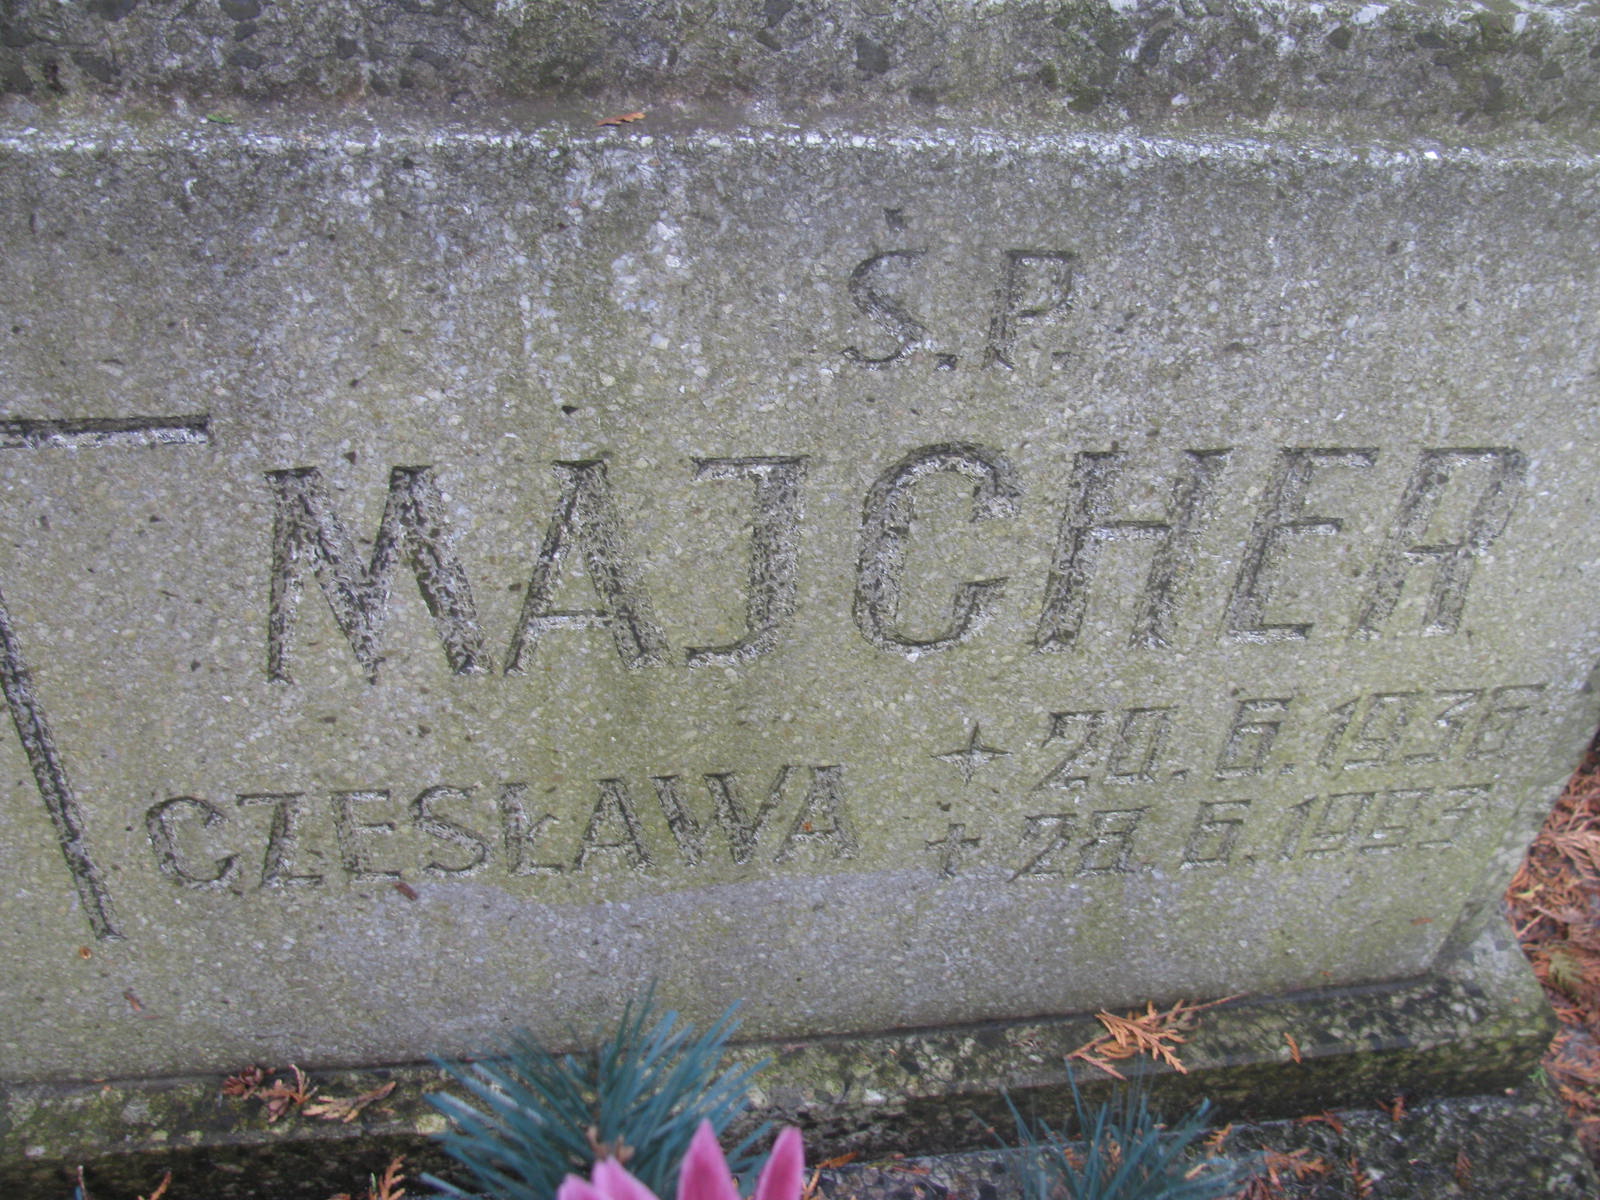 Ś.P.
MAJCHER
CZESŁAWA
20.6.1936
28.6.1993